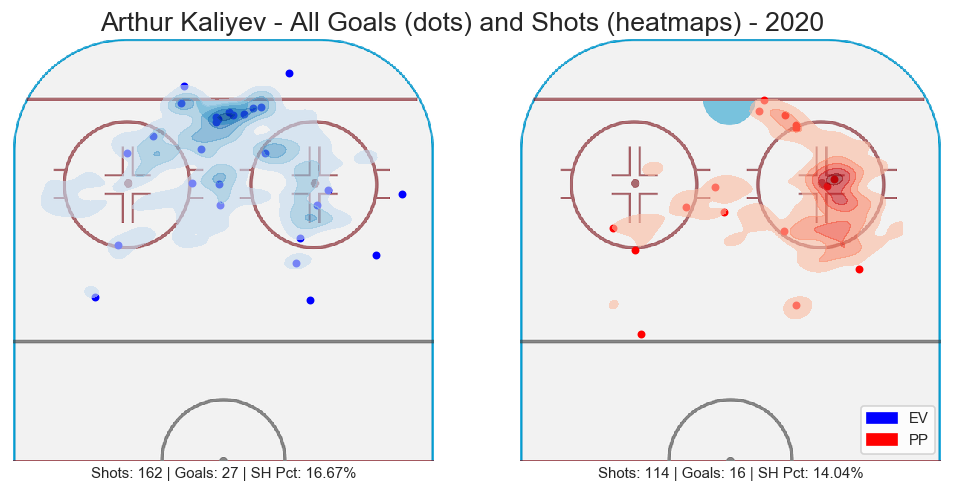 Arthur Kaliyev - All Goals (dots) and Shots (heatmaps) - 2020
EV
PP
Shots: 162 | Goals: 27 | SH Pct: 16.67%
Shots: 114 | Goals: 16 | SH Pct: 14.04%